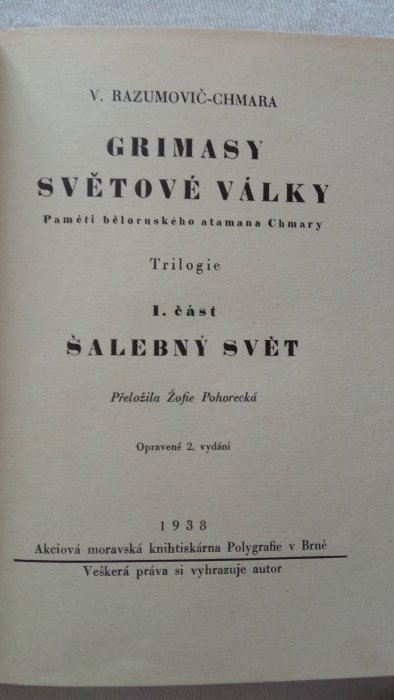 V. RAZUMOVIČ-CHMARA
GRIMASY
SVĚTOVÉ VÁLKY
Paměti běloruského atamana Chmary
Trilogie
I. část
ŠALEBNÝ SVĚT
Přeložila Žofie Pohorecká
Opravené 2. vydání
1938
Akciová moravská knihtiskárna Polygrafie v Brně
Veškerá práva si vyhrazuje autor